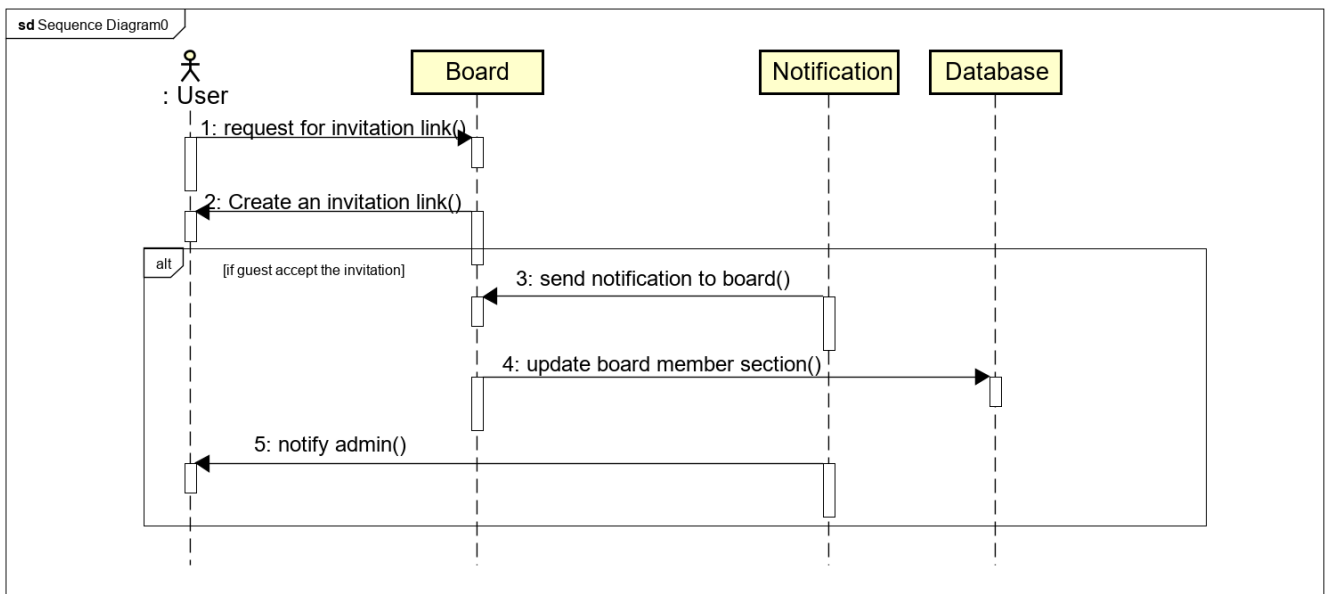 sd Sequence Diagram0
Board
Notification
Database
: User
1: request for invitation link()
2: Create an invitation link()
alt
[if guest accept the invitation]
3: send notification to board()
4: update board member section()
5: notify admin()